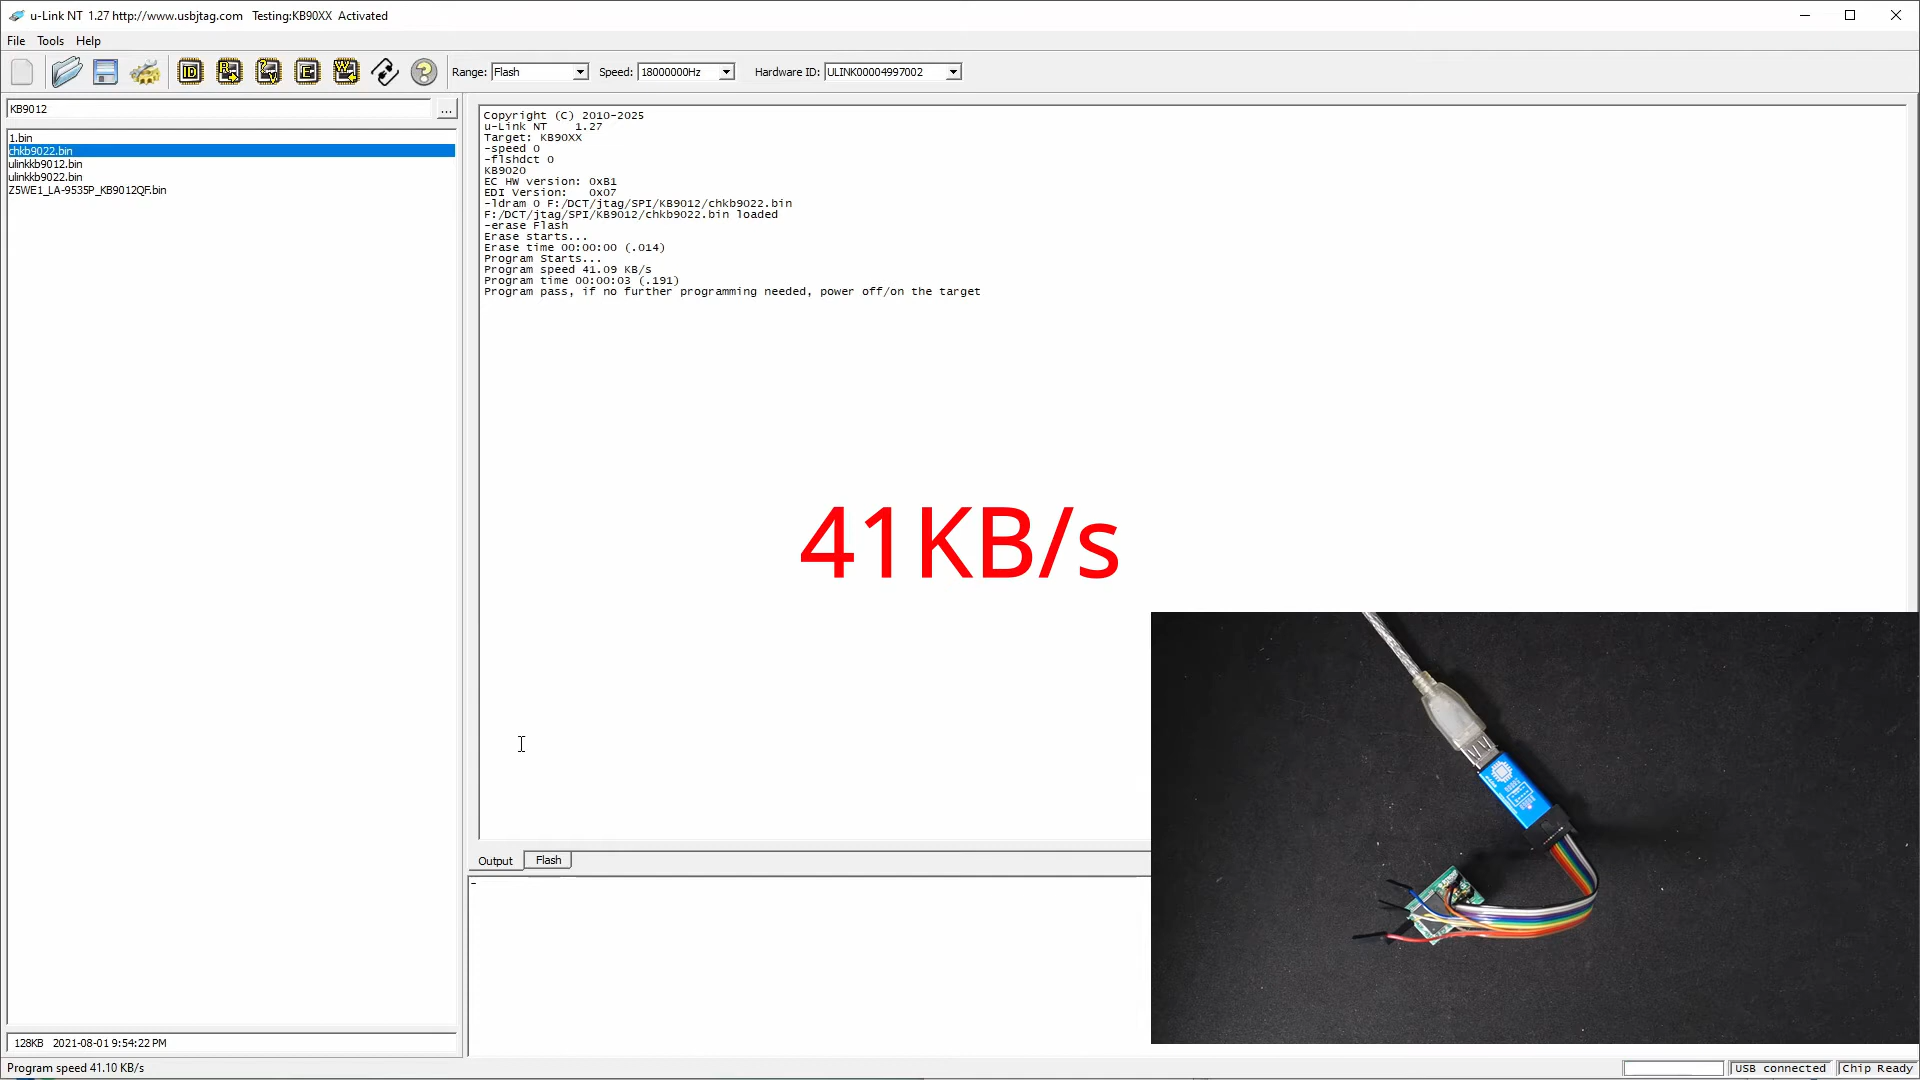 u-Link NT 1.27 http://www.usbjtag.com Testing:KB90XX Activated
File Tools Help
ID R V E W
Range: Flash Speed: 18000000Hz Hardware ID: ULINK00004997002
KB9012 ...
1.bin
chkb9022.bin
ulinkkb9012.bin
ulinkkb9022.bin
Z5WE1_LA-9535P_KB9012QF.bin
Copyright (C) 2010-2025
u-Link NT 1.27
Target: KB90XX
-speed 0
-flshdct 0
KB9020
EC HW version: 0xB1
EDI Version: 0x07
-ldram 0 F:/DCT/jtag/SPI/KB9012/chkb9022.bin
F:/DCT/jtag/SPI/KB9012/chkb9022.bin loaded
-erase Flash
Erase starts...
Erase time 00:00:00 (.014)
Program Starts...
Program speed 41.09 KB/s
Program time 00:00:03 (.191)
Program pass, if no further programming needed, power off/on the target
41KB/s
Output Flash
-
128KB 2021-08-01 9:54:22 PM
Program speed 41.10 KB/s
USB connected Chip Ready